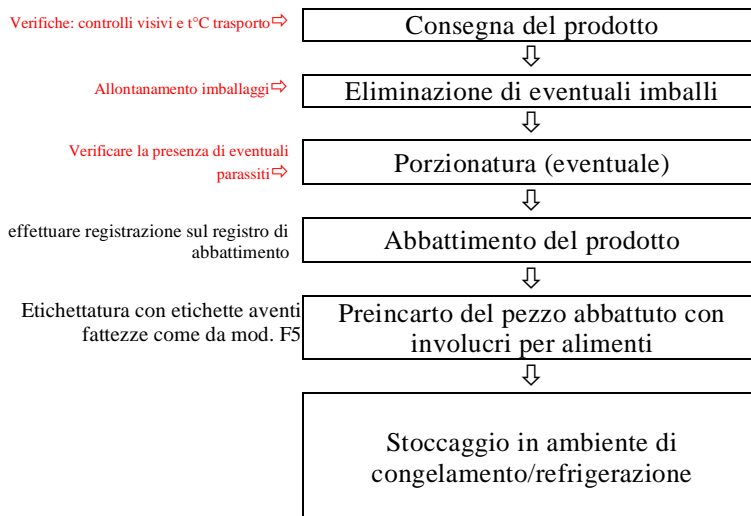 Verifiche: controlli visivi e t°C trasporto⇨
Consegna del prodotto
⇩
Allontanamento imballaggi⇨
Eliminazione di eventuali imballi
⇩
Verificare la presenza di eventuali
parassiti⇨
Porzionatura (eventuale)
⇩
effettuare registrazione sul registro di
abbattimento
Abbattimento del prodotto
⇩
Etichettatura con etichette aventi
fattezze come da mod. F5
Preincarto del pezzo abbattuto con
involucri per alimenti
⇩
Stoccaggio in ambiente di
congelamento/refrigerazione